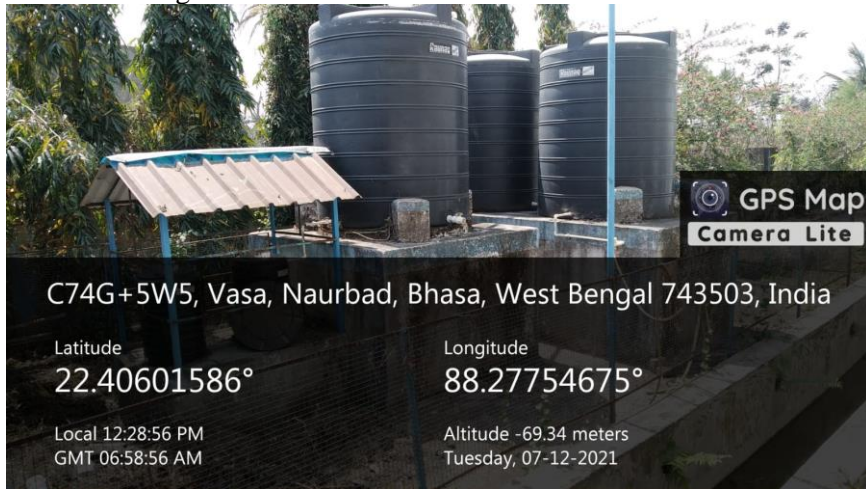 GPS Map
Camera Lite
C74G+5W5, Vasa, Naurbad, Bhasa, West Bengal 743503, India
Latitude
22.40601586°
Longitude
88.27754675°
Local 12:28:56 PM
GMT 06:58:56 AM
Altitude -69.34 meters
Tuesday, 07-12-2021